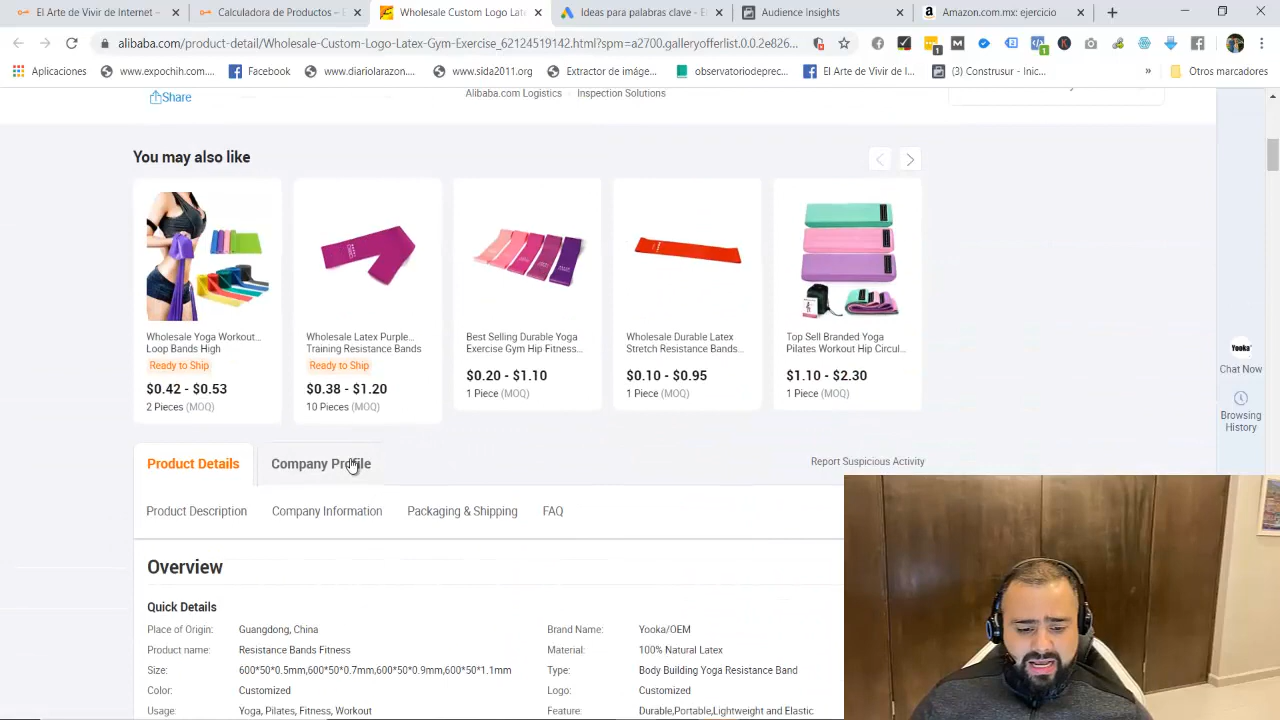 El Arte de Vivir de Internet –
Calculadora de Productos – E
Wholesale Custom Logo Late
Ideas para palabras clave - Ec
Audience Insights
Amazon.com.mx: ejercicio
alibaba.com/product-detail/Wholesale-Custom-Logo-Latex-Gym-Exercise_62124519142.html?spm=a2700.galleryofferlist.0.0.2e826...
Aplicaciones
www.expochih.com...
Facebook
www.diariolarazon...
www.sida2011.org
Extractor de imáge...
observatoriodeprec...
El Arte de Vivir de I...
(3) Construsur - Inic...
»
Otros marcadores
Share
Alibaba.com Logistics • Inspection Solutions
You may also like
Wholesale Yoga Workout...
Loop Bands High
Ready to Ship
$0.42 - $0.53
2 Pieces (MOQ)
Wholesale Latex Purple...
Training Resistance Bands
Ready to Ship
$0.38 - $1.20
10 Pieces (MOQ)
Best Selling Durable Yoga
Exercise Gym Hip Fitness...
$0.20 - $1.10
1 Piece (MOQ)
Wholesale Durable Latex
Stretch Resistance Bands...
$0.10 - $0.95
1 Piece (MOQ)
Top Sell Branded Yoga
Pilates Workout Hip Circul...
$1.10 - $2.30
1 Piece (MOQ)
Yooka
Chat Now
Browsing
History
Product Details
Company Profile
Report Suspicious Activity
Product Description
Company Information
Packaging & Shipping
FAQ
Overview
Quick Details
Place of Origin: Guangdong, China
Brand Name: Yooka/OEM
Product name: Resistance Bands Fitness
Material: 100% Natural Latex
Size: 600*50*0.5mm,600*50*0.7mm,600*50*0.9mm,600*50*1.1mm
Type: Body Building Yoga Resistance Band
Color: Customized
Logo: Customized
Usage: Yoga, Pilates, Fitness, Workout
Feature: Durable,Portable,Lightweight and Elastic